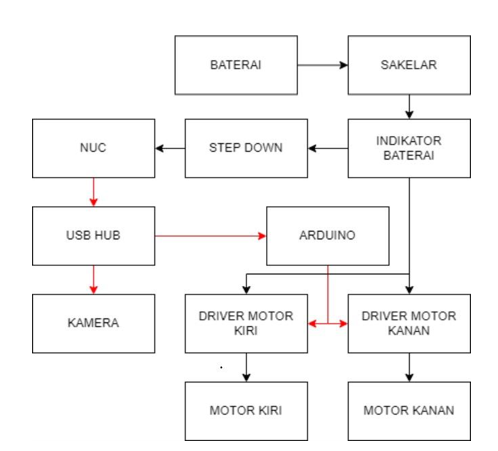 BATERAI
SAKELAR
NUC
STEP DOWN
INDIKATOR
BATERAI
USB HUB
ARDUINO
KAMERA
DRIVER MOTOR
KIRI
DRIVER MOTOR
KANAN
MOTOR KIRI
MOTOR KANAN